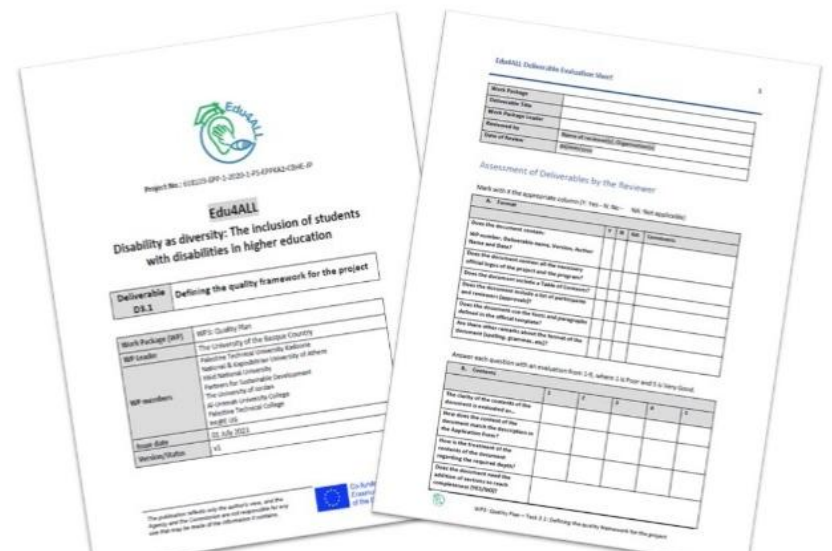 Edu4ALL
Project No.: 618103-EPP-1-2020-1-PS-EPPKA2-CBHE-JP
Edu4ALL
Disability as diversity: The inclusion of students
with disabilities in higher education
Deliverable
D3.1
Defining the quality framework for the project
Work Package (WP)
WP3: Quality Plan
WP Leader
The University of the Basque Country
WP members
Palestine Technical University Kadoorie
National & Kapodistrian University of Athens
National University
Partners for Sustainable Development
The University of Jordan
Al-Ummah University College
Palestine Technical College
Issue date
01 July 2021
Version/Status
v1
The publication reflects only the author's view, and the
Agency and the Commission are not responsible for any
use that may be made of the information it contains.
Co-fund
Erasmus
of the E
Edu4ALL Deliverable Evaluation Sheet
Work Package
Deliverable Title
Work Package Leader
Reviewed by
Name of reviewer(s), Organisation(s)
Date of Review
Assessment of Deliverables by the Reviewer
Mark with X the appropriate column (Y: Yes - N: No - NA: Not applicable)
A. Format
Y N NA Comments
Does the document contain:
WP number, Deliverable name, Version, Author
Name and Date?
Does the document contain all the necessary
official logos of the project and the program?
Does the document include a Table of Contents?
Does the document include a list of participants
and reviewers (approvals)?
Does the document use the fonts and paragraphs
defined in the official template?
Are there other remarks about the format of the
document (spelling, grammar, etc)?
Answer each question with an evaluation from 1-5, where 1 is Poor and 5 is Very Good.
B. Contents
1 2 3 4 5
The clarity of the contents of the
document is evaluated in...
How does the content of the
document match the description in
the Application Form?
How is the treatment of the
contents of the document
regarding the required depth?
Does the document need the
addition of sections to reach
completeness (YES/NO)?
WP3: Quality Plan – Task 3.1: Defining the quality framework for the project